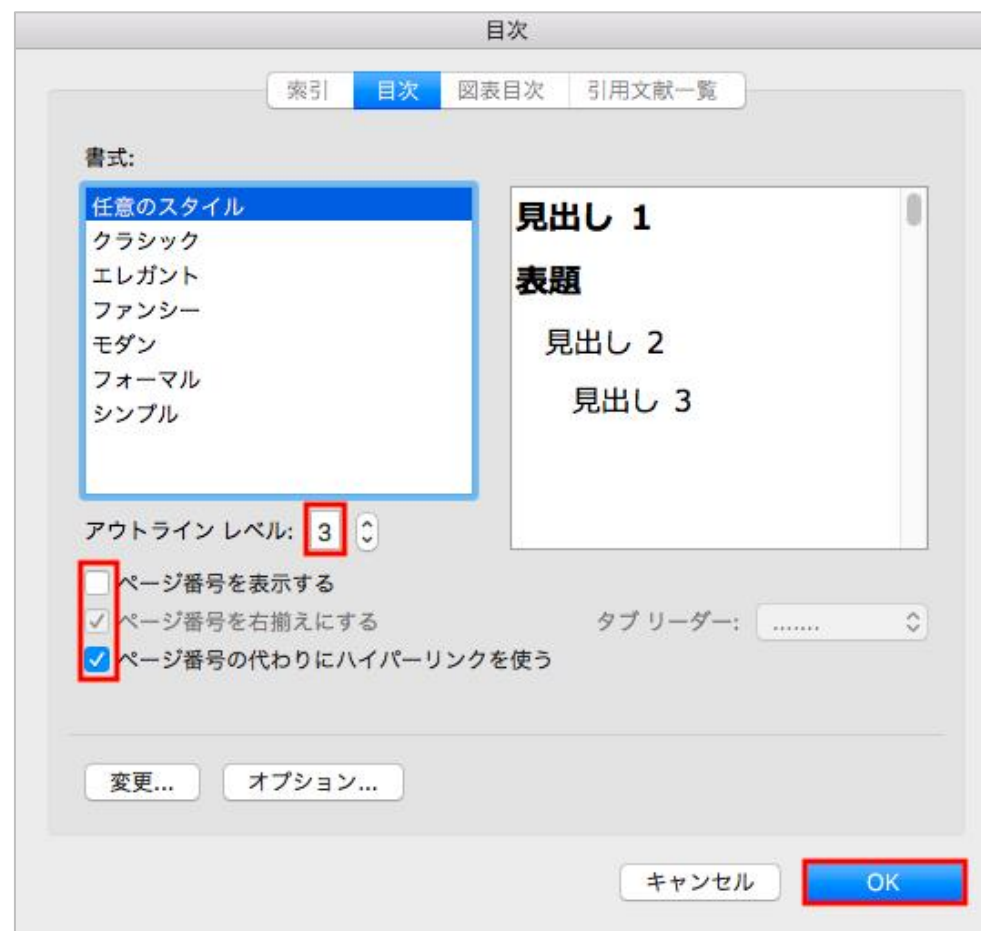 目次
索引 目次 図表目次 引用文献一覧
書式:
任意のスタイル
クラシック
エレガント
ファンシー
モダン
フォーマル
シンプル
見出し 1
表題
見出し 2
見出し 3
アウトライン レベル: 3
ページ番号を表示する
ページ番号を右揃えにする タブ リーダー: .......
ページ番号の代わりにハイパーリンクを使う
変更... オプション...
キャンセル OK